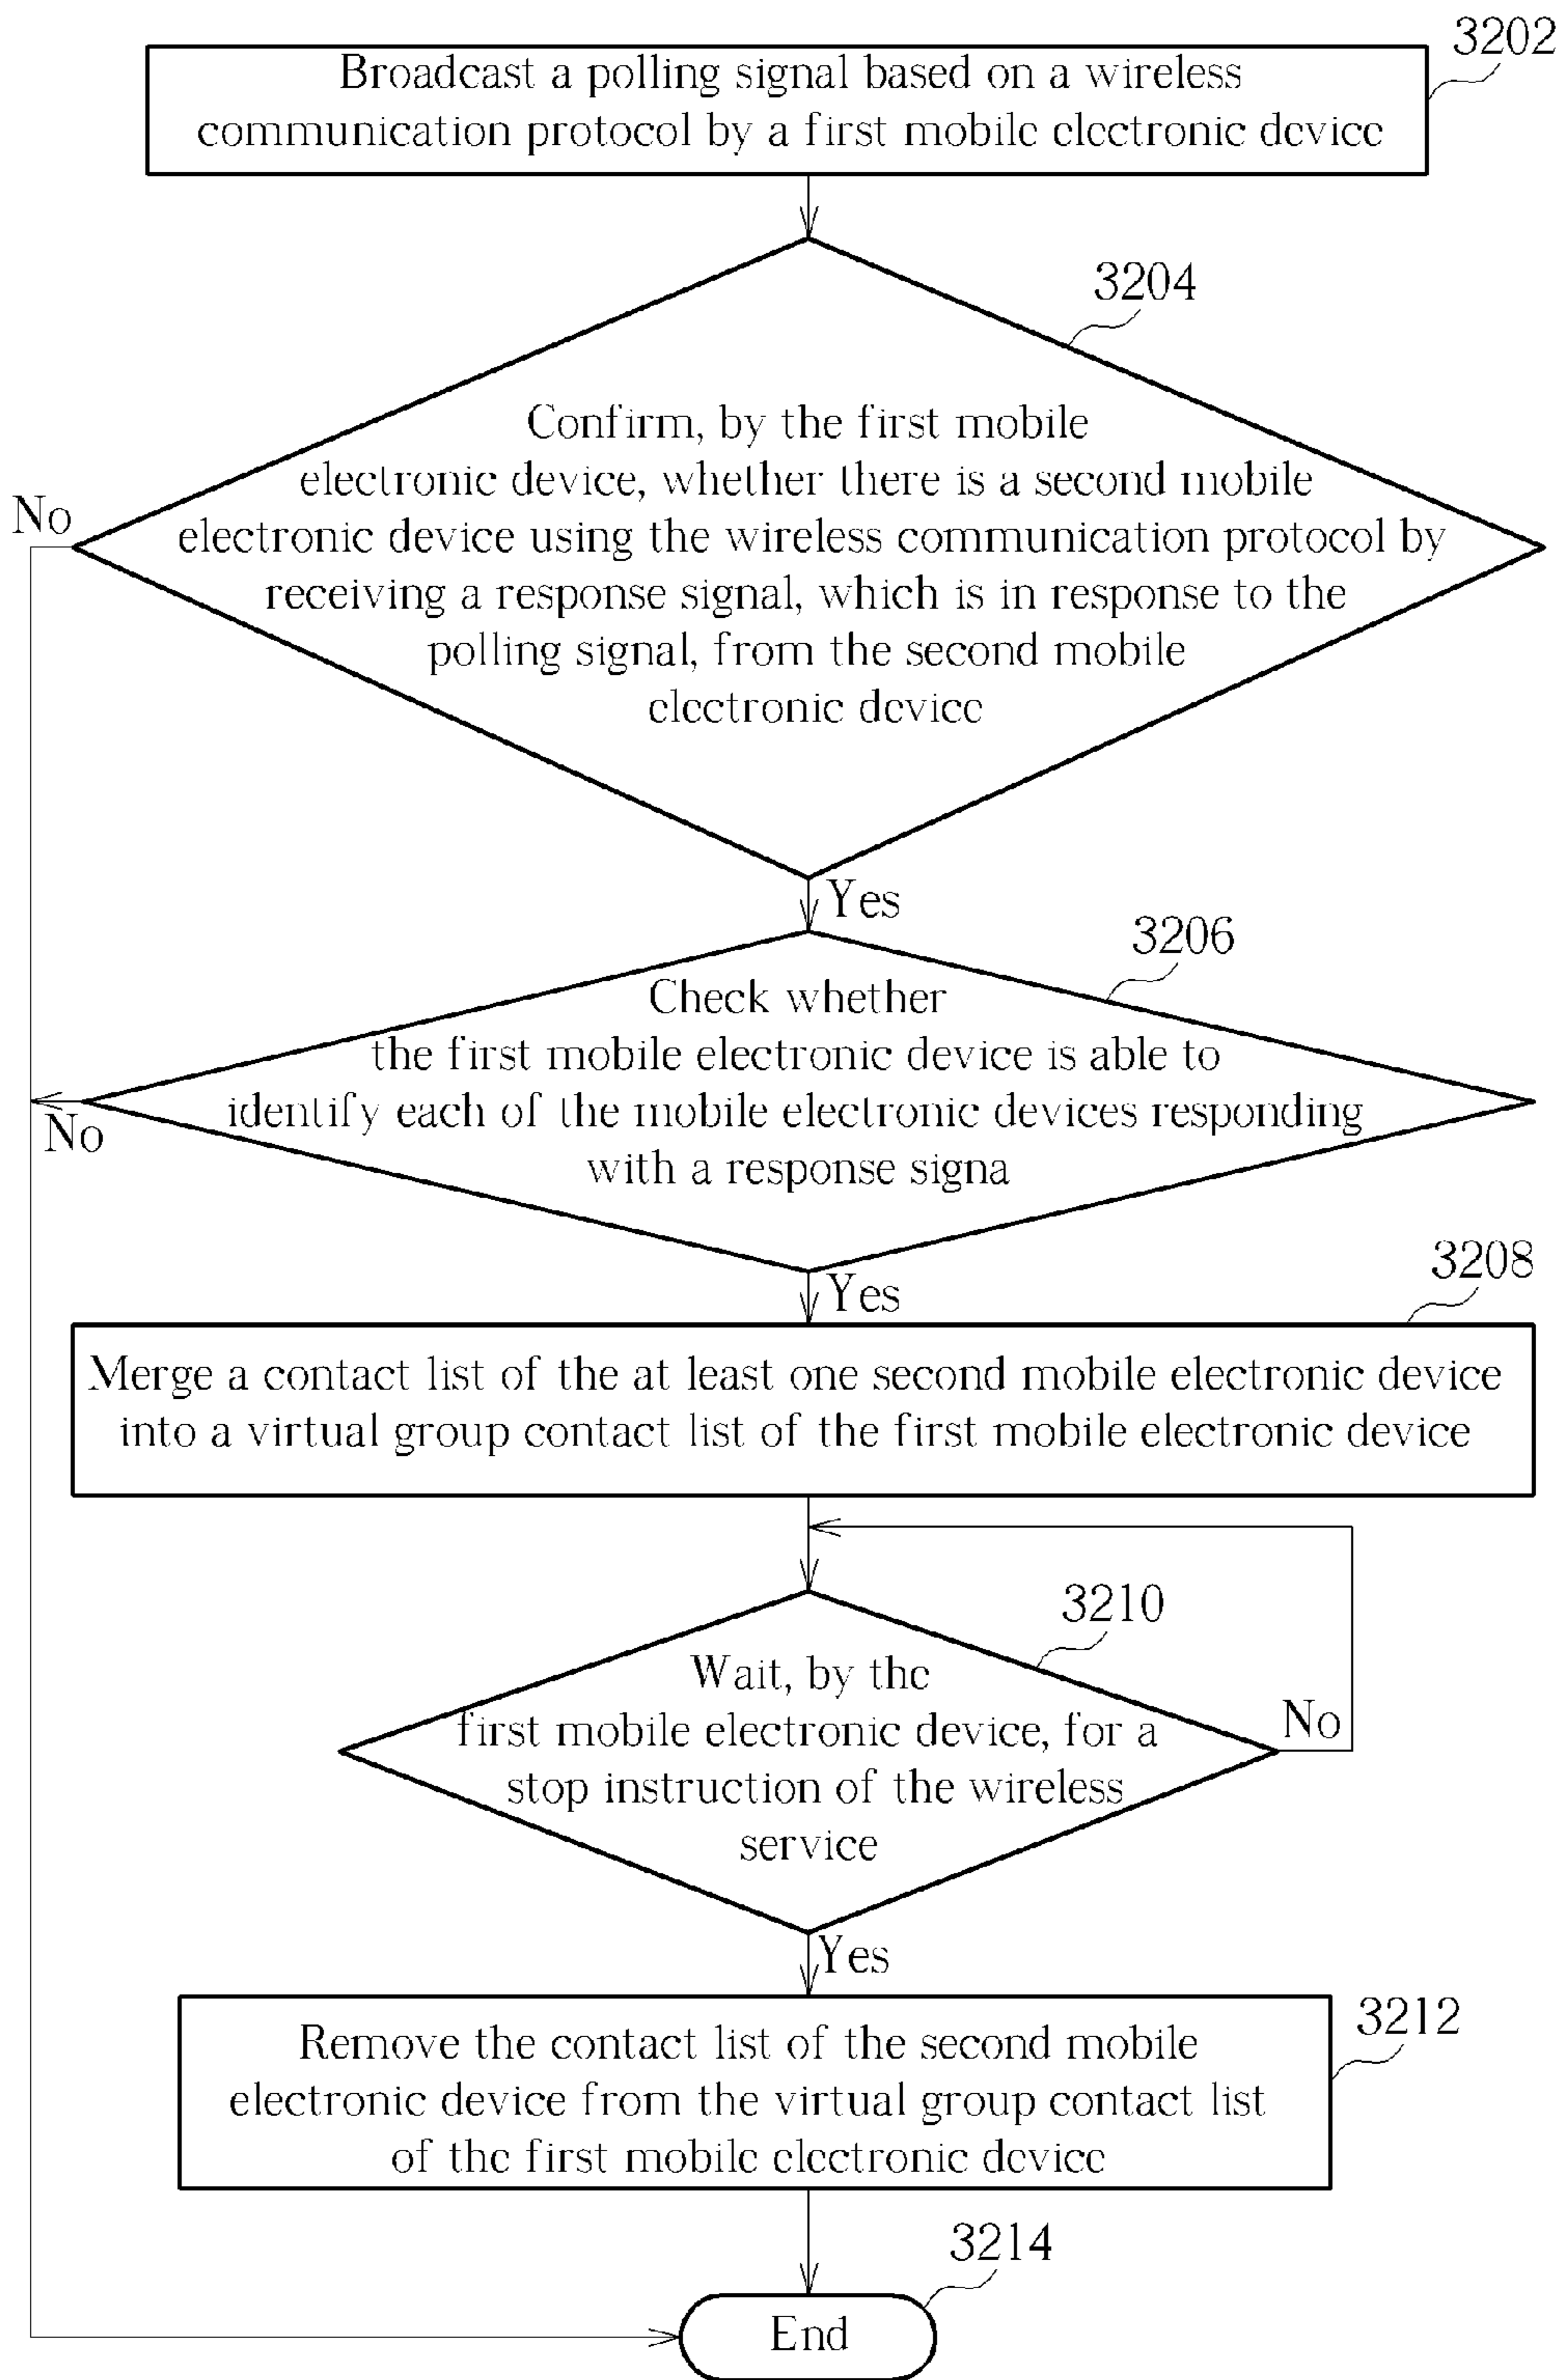 3202
Broadcast a polling signal based on a wireless
communication protocol by a first mobile electronic device
3204
Confirm, by the first mobile
electronic device, whether there is a second mobile
electronic device using the wireless communication protocol by
receiving a response signal, which is in response to the
polling signal, from the second mobile
electronic device
No
Yes
3206
Check whether
the first mobile electronic device is able to
identify each of the mobile electronic devices responding
with a response signa
No
Yes
3208
Merge a contact list of the at least one second mobile electronic device
into a virtual group contact list of the first mobile electronic device
3210
Wait, by the
first mobile electronic device, for a
stop instruction of the wireless
service
No
Yes
3212
Remove the contact list of the second mobile
electronic device from the virtual group contact list
of the first mobile electronic device
3214
End